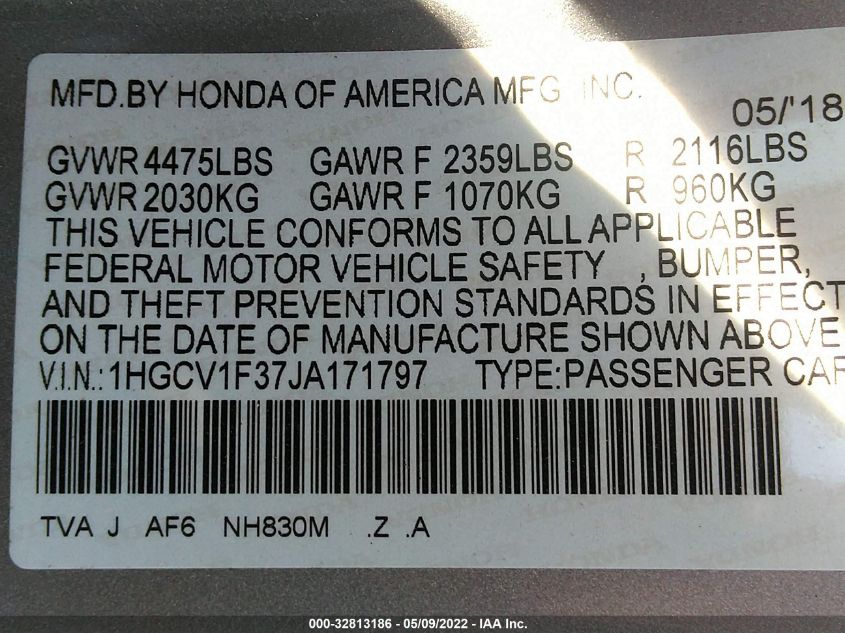 MFD.BY HONDA OF AMERICA MFG. INC.
05/'18
GVWR 4475LBS GAWR F 2359LBS R 2116LBS
GVWR 2030KG GAWR F 1070KG R 960KG
THIS VEHICLE CONFORMS TO ALL APPLICABLE
FEDERAL MOTOR VEHICLE SAFETY , BUMPER,
AND THEFT PREVENTION STANDARDS IN EFFECT
ON THE DATE OF MANUFACTURE SHOWN ABOVE
V.I.N.:1HGCV1F37JA171797 TYPE:PASSENGER CAR
TVA J AF6 NH830M .Z .A
000-32813186 - 05/09/2022 - IAA Inc.